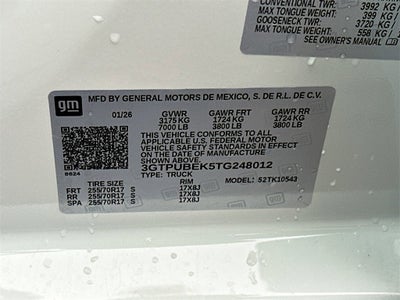 CONVENTIONAL TWR: 3992 KG
MAX TONGUE WEIGHT: 399 KG
GOOSENECK TWR: 3720 KG
MAX TONGUE WEIGHT: 558 KG
SEE OWNER'S MANUAL
gm
MFD BY GENERAL MOTORS DE MEXICO, S. DE R.L. DE C.V.
01/26 GVWR GAWR FRT GAWR RR
3175 KG 1724 KG 1724 KG
7000 LB 3800 LB 3800 LB
THIS VEHICLE CONFORMS TO ALL
APPLICABLE U.S. FEDERAL MOTOR
VEHICLE SAFETY STANDARDS IN EFFECT
ON THE DATE OF MANUFACTURE
SHOWN ABOVE.
3GTPUBEK5TG248012
TYPE: TRUCK MODEL: 52TK10543
8624
TIRE SIZE RIM
FRT 255/70R17 S 17X8J
RR 255/70R17 S 17X8J
SPA 255/70R17 S 17X8J